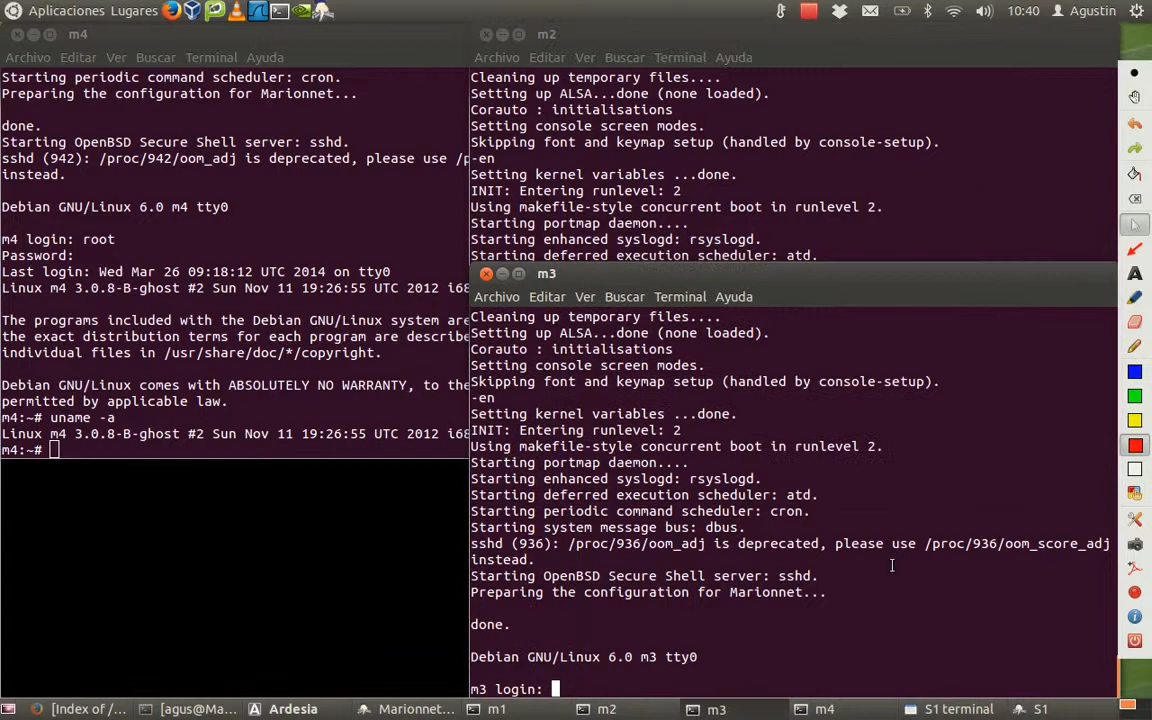 Aplicaciones Lugares
10:40 Agustin
m4
Archivo Editar Ver Buscar Terminal Ayuda
Starting periodic command scheduler: cron.
Preparing the configuration for Marionnet...
done.
Starting OpenBSD Secure Shell server: sshd.
sshd (942): /proc/942/oom_adj is deprecated, please use /p
instead.
Debian GNU/Linux 6.0 m4 tty0
m4 login: root
Password:
Last login: Wed Mar 26 09:18:12 UTC 2014 on tty0
Linux m4 3.0.8-B-ghost #2 Sun Nov 11 19:26:55 UTC 2012 i68
The programs included with the Debian GNU/Linux system are
the exact distribution terms for each program are describe
individual files in /usr/share/doc/*/copyright.
Debian GNU/Linux comes with ABSOLUTELY NO WARRANTY, to the
permitted by applicable law.
m4:~# uname -a
Linux m4 3.0.8-B-ghost #2 Sun Nov 11 19:26:55 UTC 2012 i68
m4:~#
m2
Archivo Editar Ver Buscar Terminal Ayuda
Cleaning up temporary files....
Setting up ALSA...done (none loaded).
Corauto : initialisations
Setting console screen modes.
Skipping font and keymap setup (handled by console-setup).
-en
Setting kernel variables ...done.
INIT: Entering runlevel: 2
Using makefile-style concurrent boot in runlevel 2.
Starting portmap daemon....
Starting enhanced syslogd: rsyslogd.
Starting deferred execution scheduler: atd.
m3
Archivo Editar Ver Buscar Terminal Ayuda
Cleaning up temporary files....
Setting up ALSA...done (none loaded).
Corauto : initialisations
Setting console screen modes.
Skipping font and keymap setup (handled by console-setup).
-en
Setting kernel variables ...done.
INIT: Entering runlevel: 2
Using makefile-style concurrent boot in runlevel 2.
Starting portmap daemon....
Starting enhanced syslogd: rsyslogd.
Starting deferred execution scheduler: atd.
Starting periodic command scheduler: cron.
Starting system message bus: dbus.
sshd (936): /proc/936/oom_adj is deprecated, please use /proc/936/oom_score_adj
instead.
Starting OpenBSD Secure Shell server: sshd.
Preparing the configuration for Marionnet...
done.
Debian GNU/Linux 6.0 m3 tty0
m3 login:
[Index of /... [agus@Ma... Ardesia Marionnet... m1 m2 m3 m4 S1 terminal S1